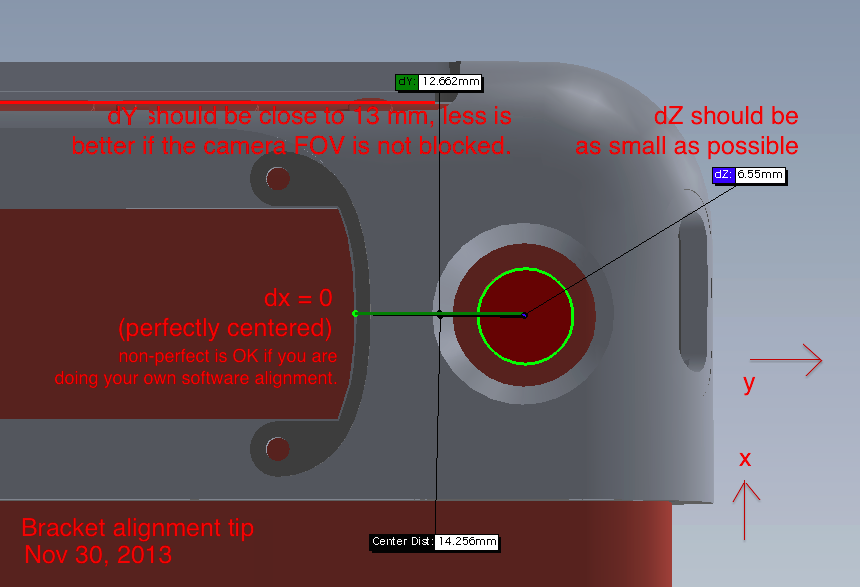 dY: 12.662mm
dY should be close to 13 mm, less is
better if the camera FOV is not blocked.
dZ should be
as small as possible
dZ: 6.55mm
dx = 0
(perfectly centered)
non-perfect is OK if you are
doing your own software alignment.
y
x
Bracket alignment tip
Nov 30, 2013
Center Dist: 14.256mm